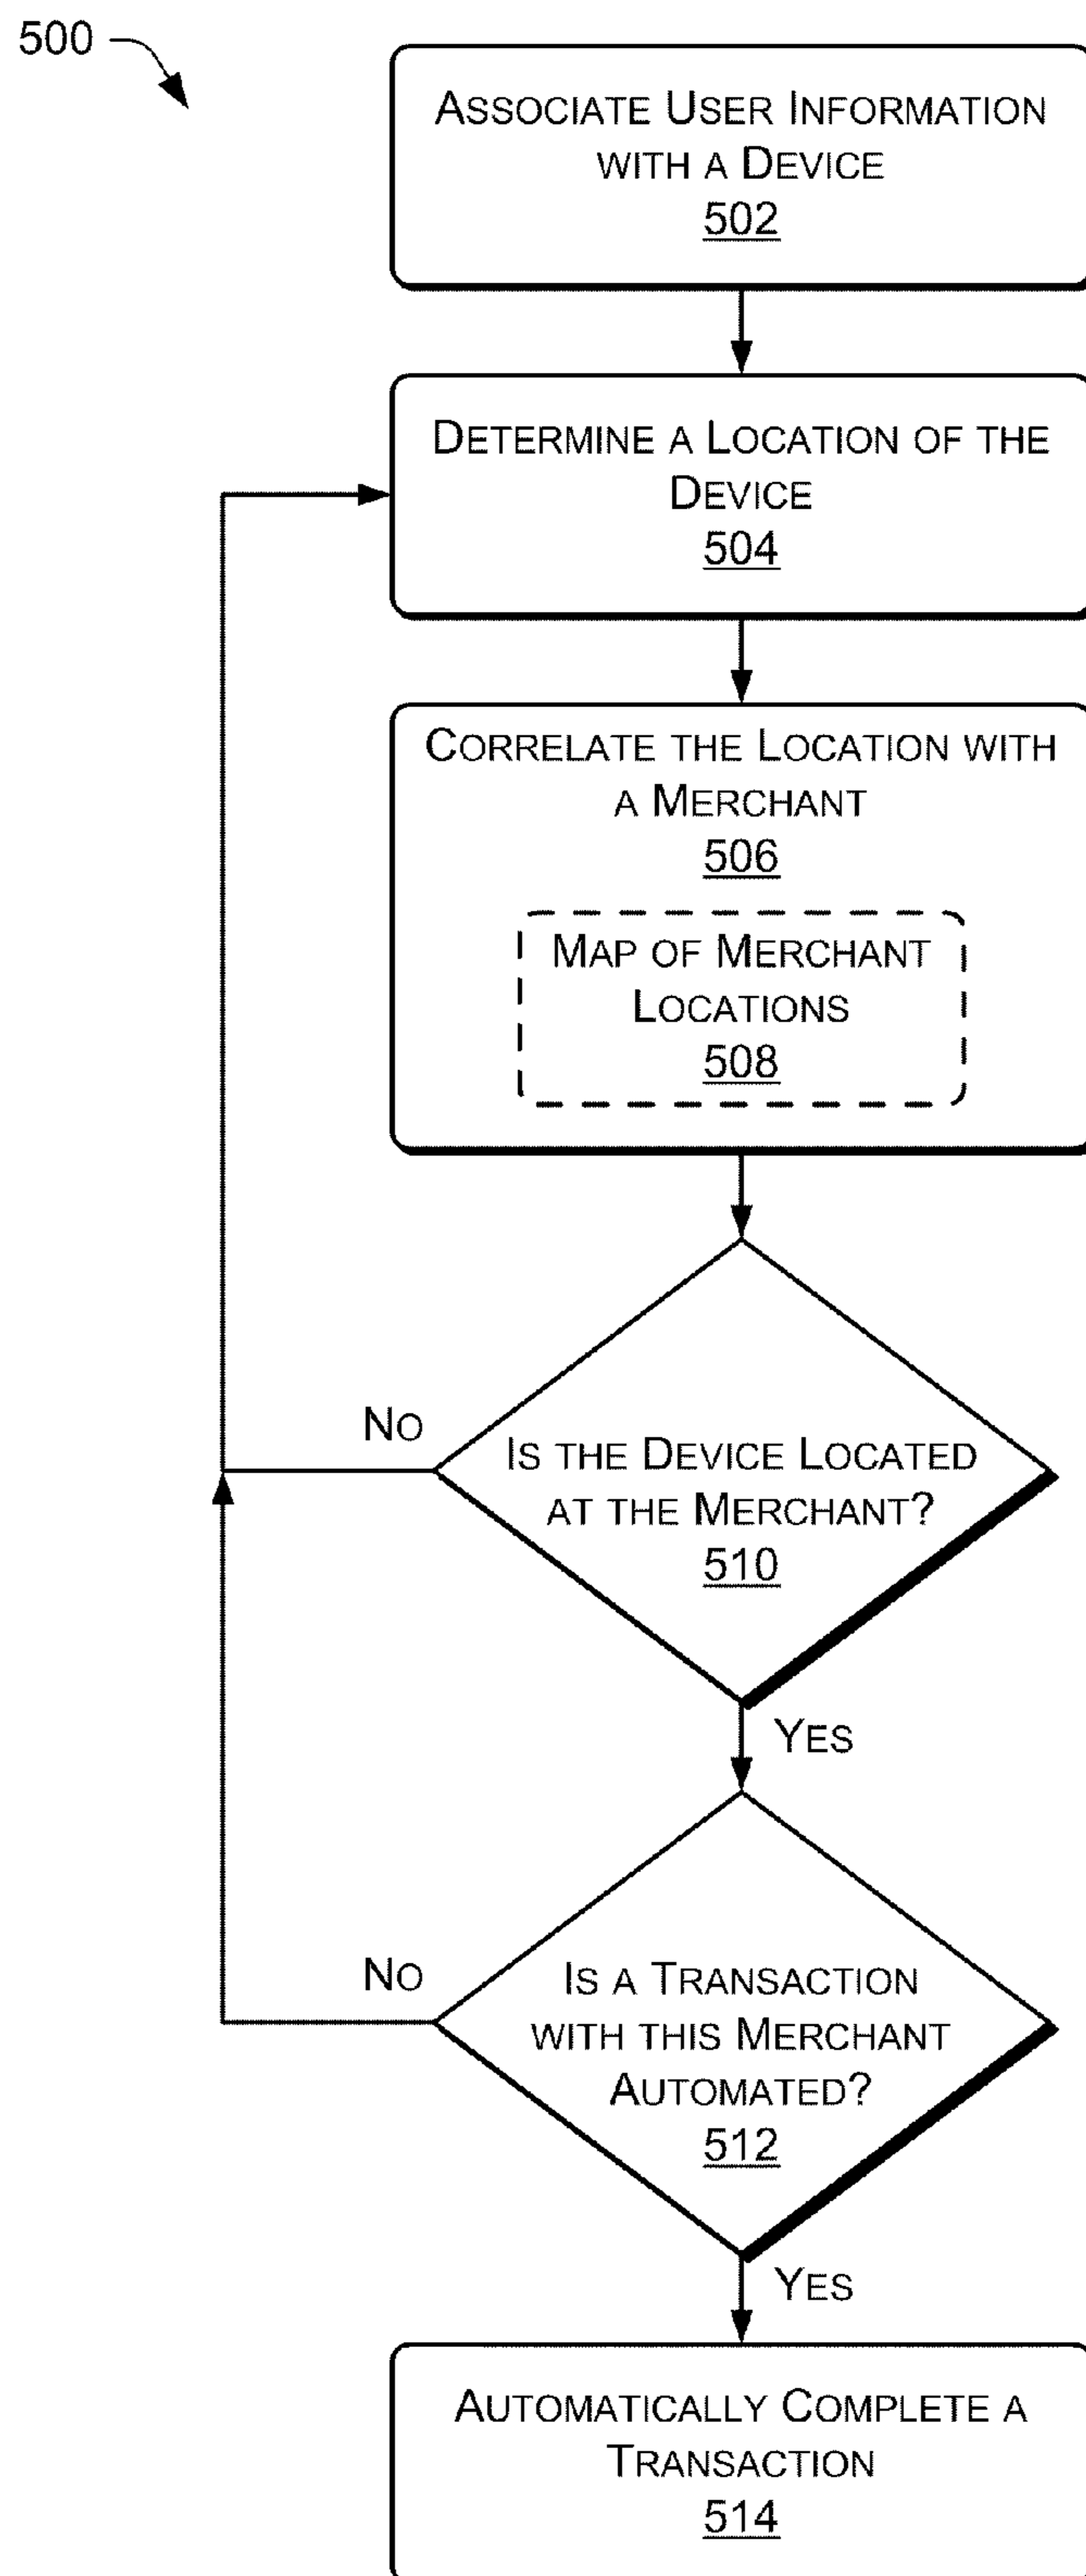 500
ASSOCIATE USER INFORMATION
WITH A DEVICE
502
DETERMINE A LOCATION OF THE
DEVICE
504
CORRELATE THE LOCATION WITH
A MERCHANT
506
MAP OF MERCHANT
LOCATIONS
508
NO
IS THE DEVICE LOCATED
AT THE MERCHANT?
510
YES
NO
IS A TRANSACTION
WITH THIS MERCHANT
AUTOMATED?
512
YES
AUTOMATICALLY COMPLETE A
TRANSACTION
514